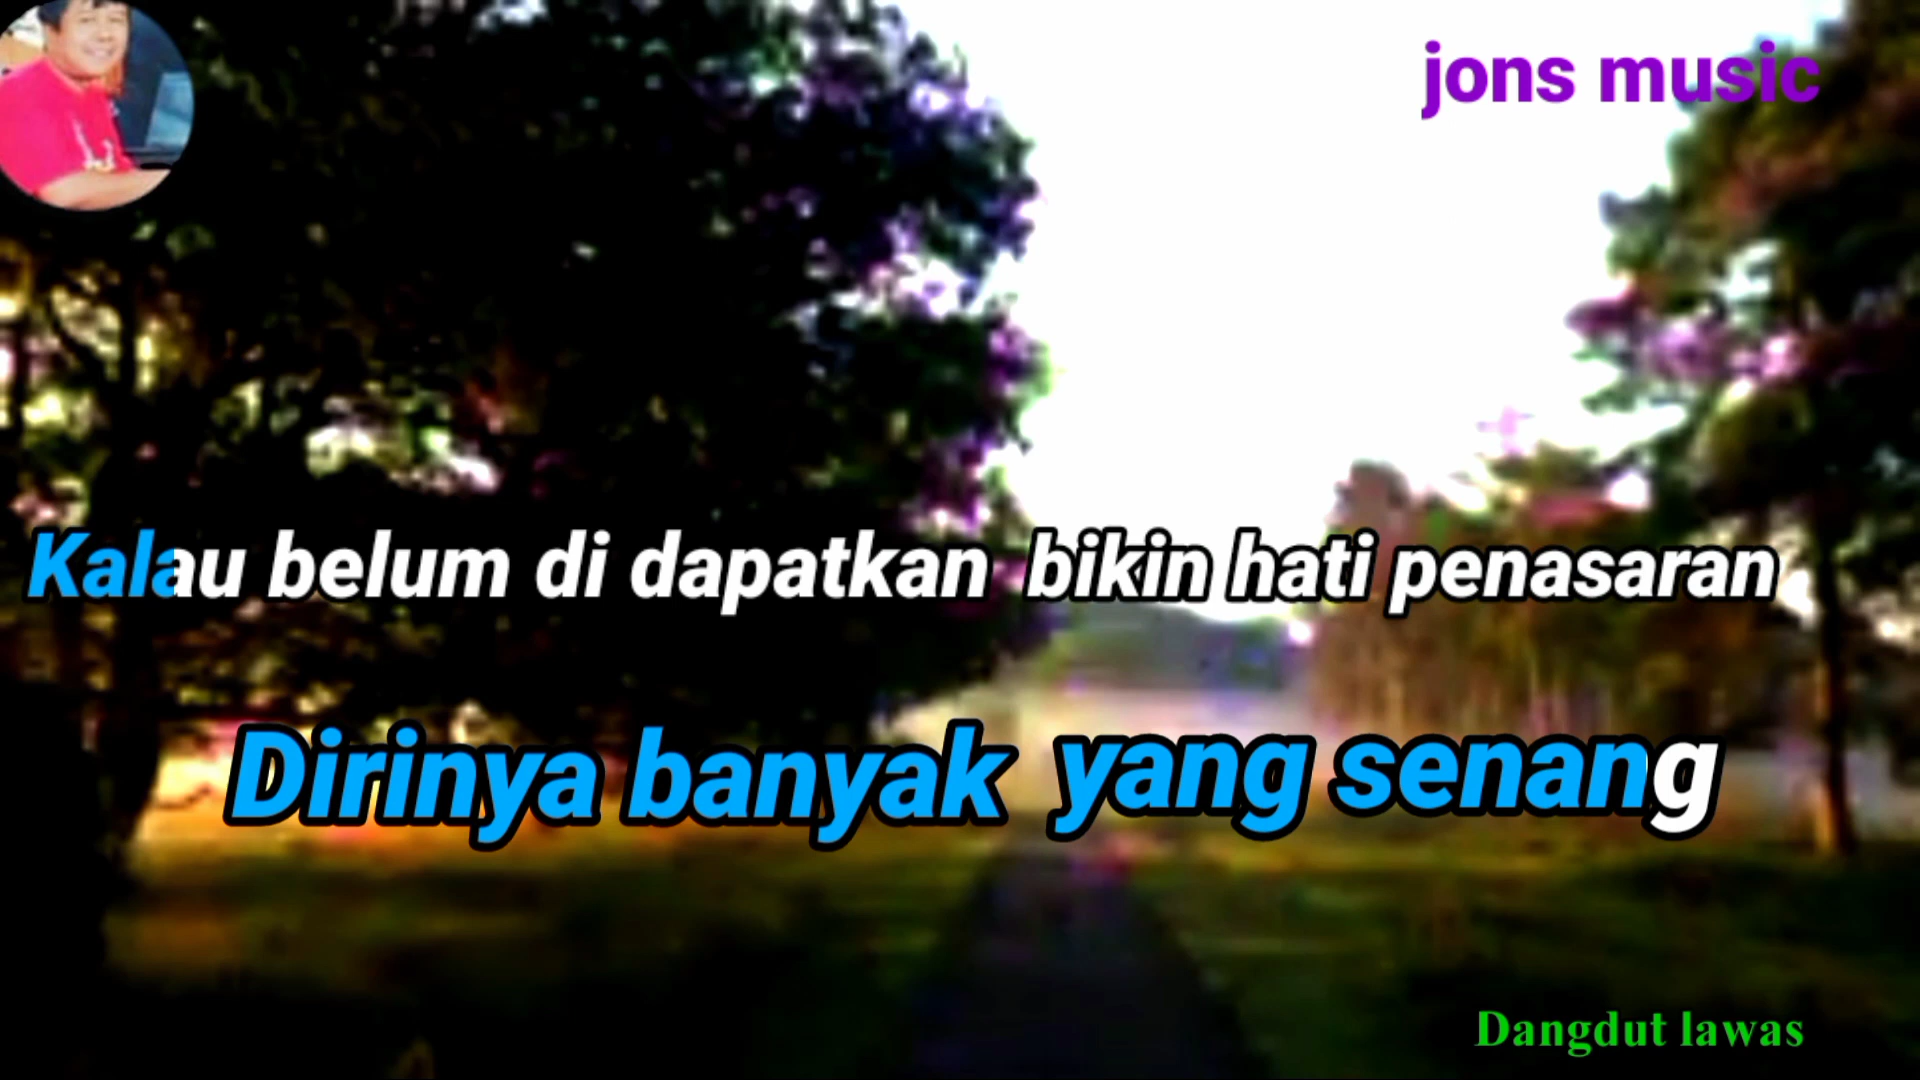 jons music
Kalau belum di dapatkan bikin hati penasaran
Dirinya banyak yang senang
Dangdut lawas